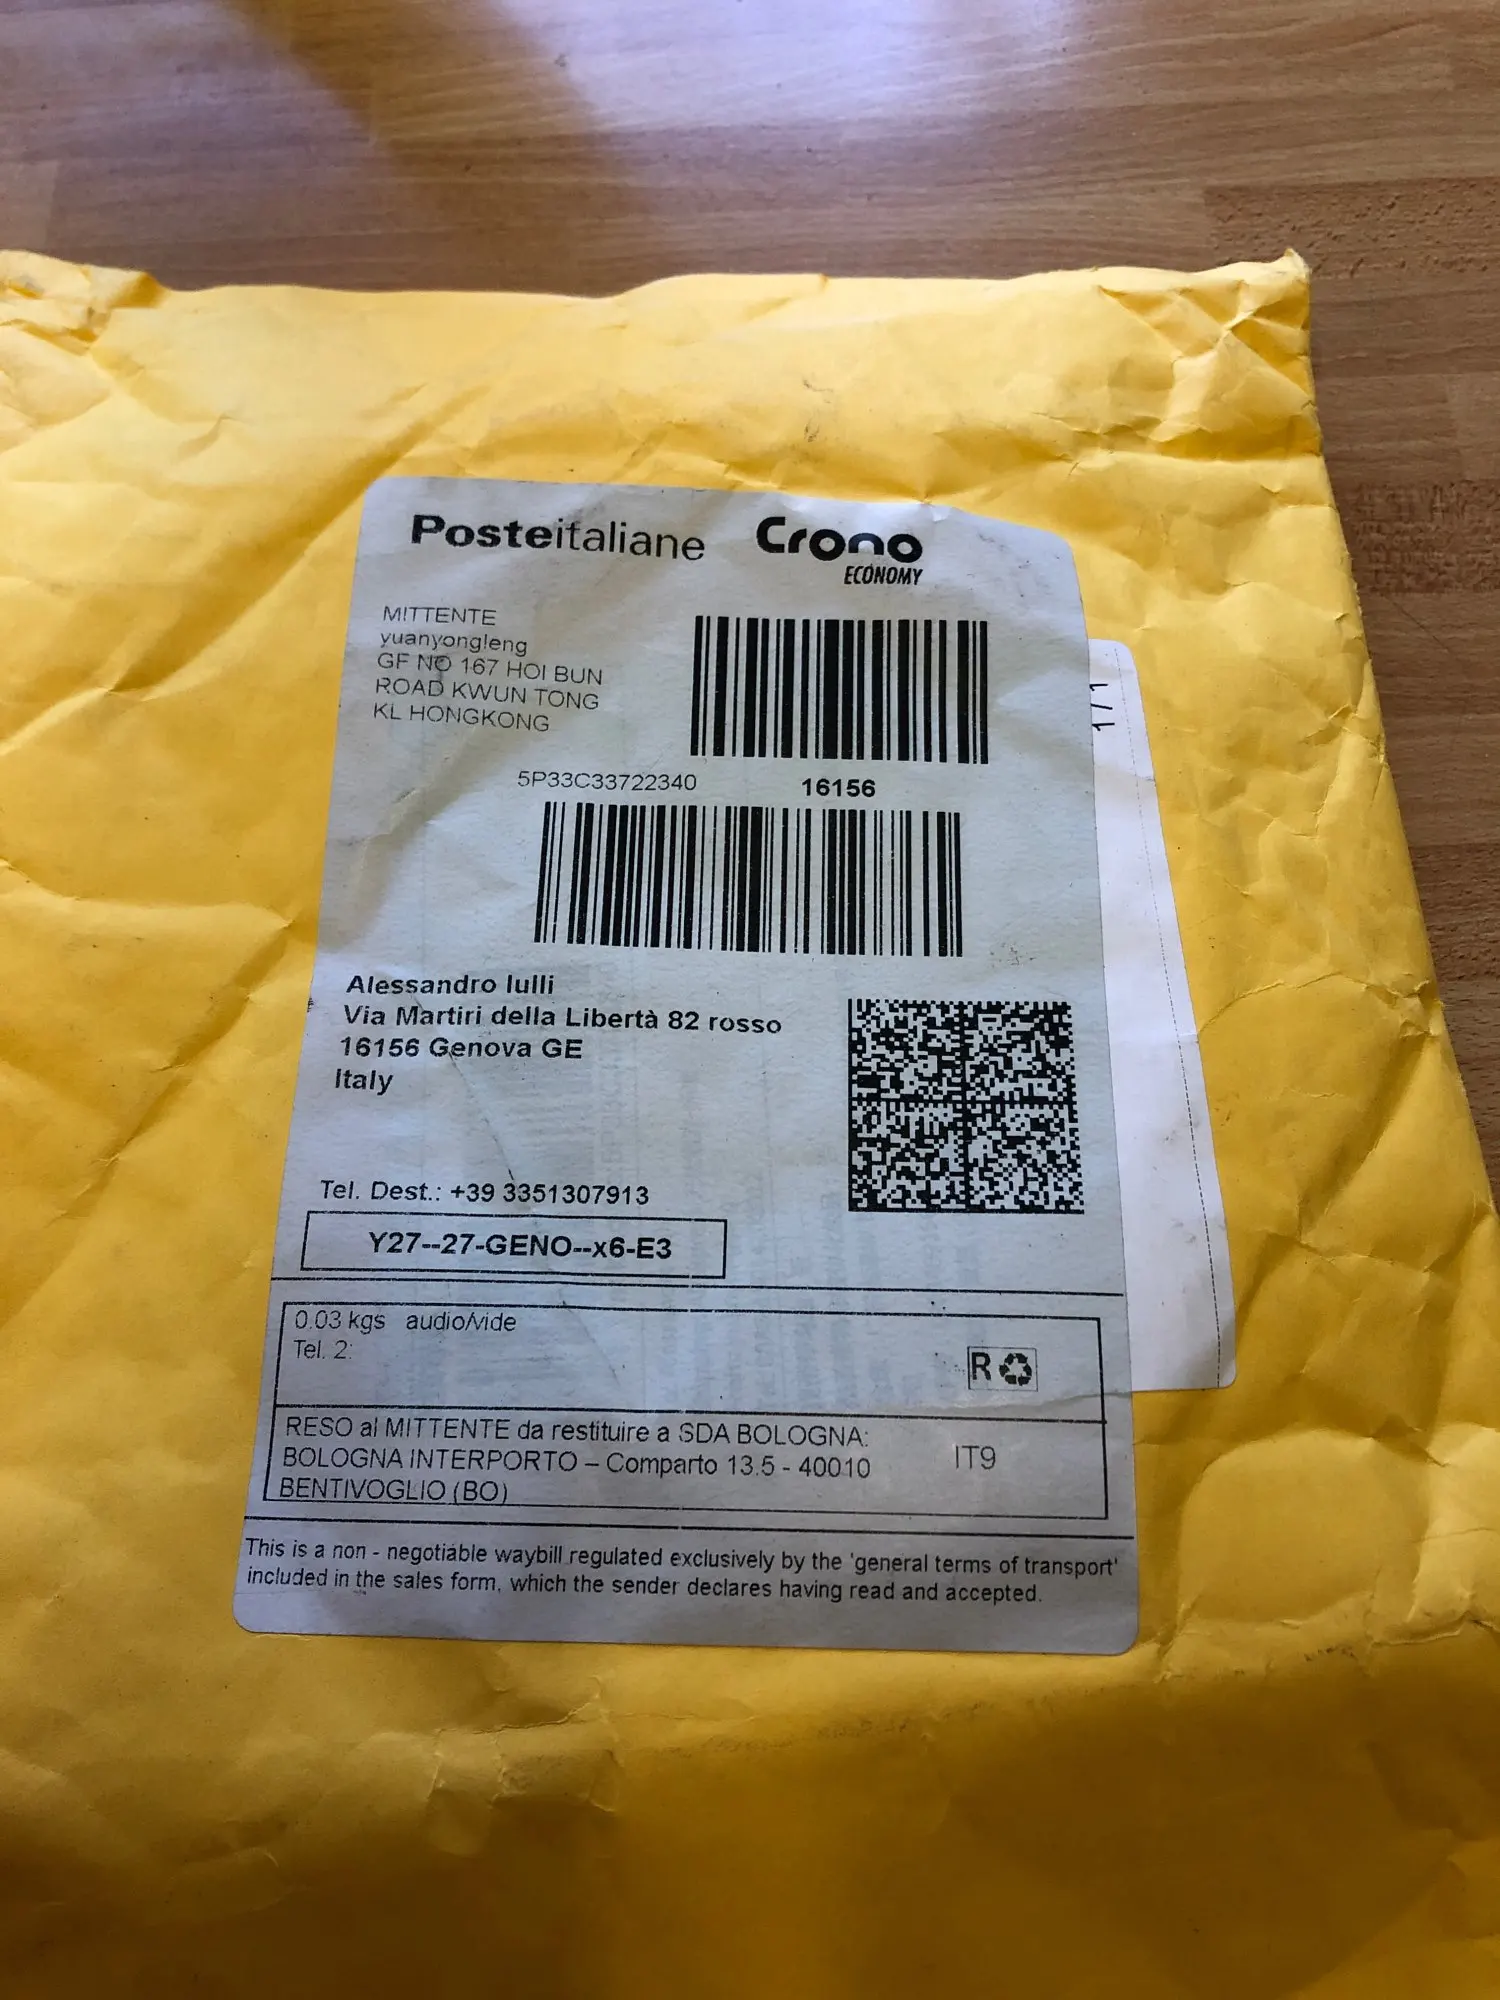 Posteitaliane Crono
ECONOMY
MITTENTE
yuanyongleng
GF NO 167 HOI BUN
ROAD KWUN TONG
KL HONGKONG
1/1
5P33C33722340 16156
Alessandro Iulli
Via Martiri della Libertà 82 rosso
16156 Genova GE
Italy
Tel. Dest.: +39 3351307913
Y27--27-GENO--x6-E3
0.03 kgs audio/vide
Tel. 2:
R
RESO al MITTENTE da restituire a SDA BOLOGNA:
BOLOGNA INTERPORTO – Comparto 13.5 - 40010
BENTIVOGLIO (BO)
IT9
This is a non - negotiable waybill regulated exclusively by the 'general terms of transport'
included in the sales form, which the sender declares having read and accepted.